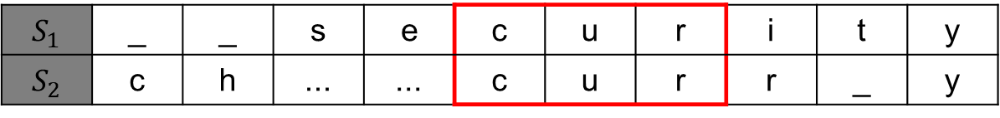 S₁ _ _ s e c u r i t y
S₂ c h ... ... c u r r _ y